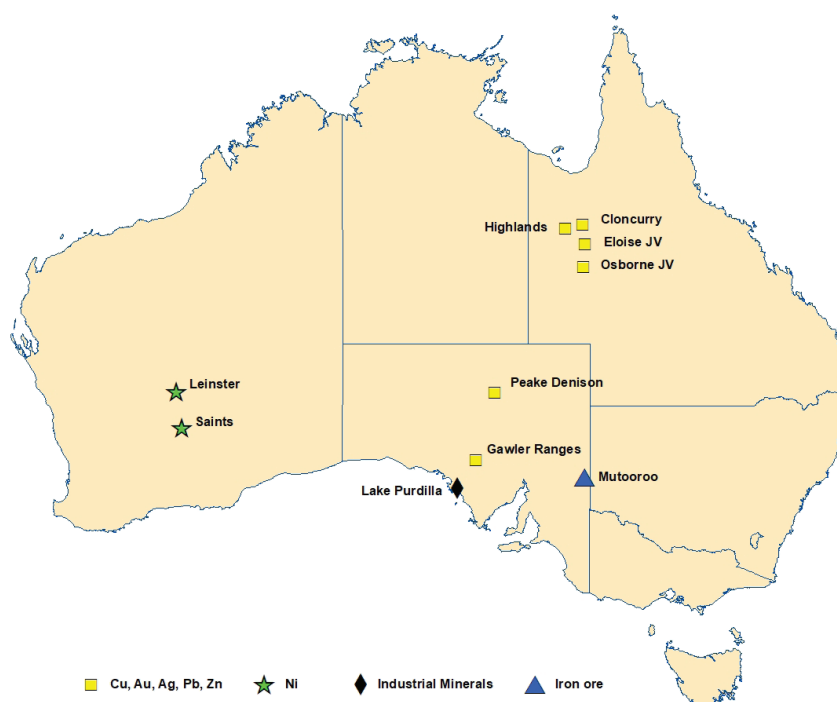 Cloncurry
Highlands
Eloise JV
Osborne JV
Leinster
Peake Denison
Saints
Gawler Ranges
Mutooroo
Lake Purdilla
Cu, Au, Ag, Pb, Zn
Ni
Industrial Minerals
Iron ore